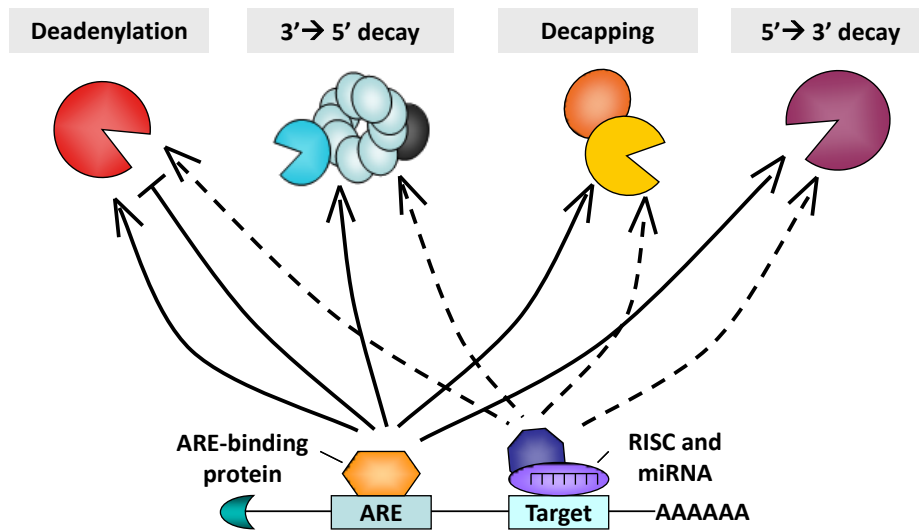 Deadenylation
3’→ 5’ decay
Decapping
5’→ 3’ decay
ARE-binding
protein
RISC and
miRNA
ARE
Target
AAAAAA